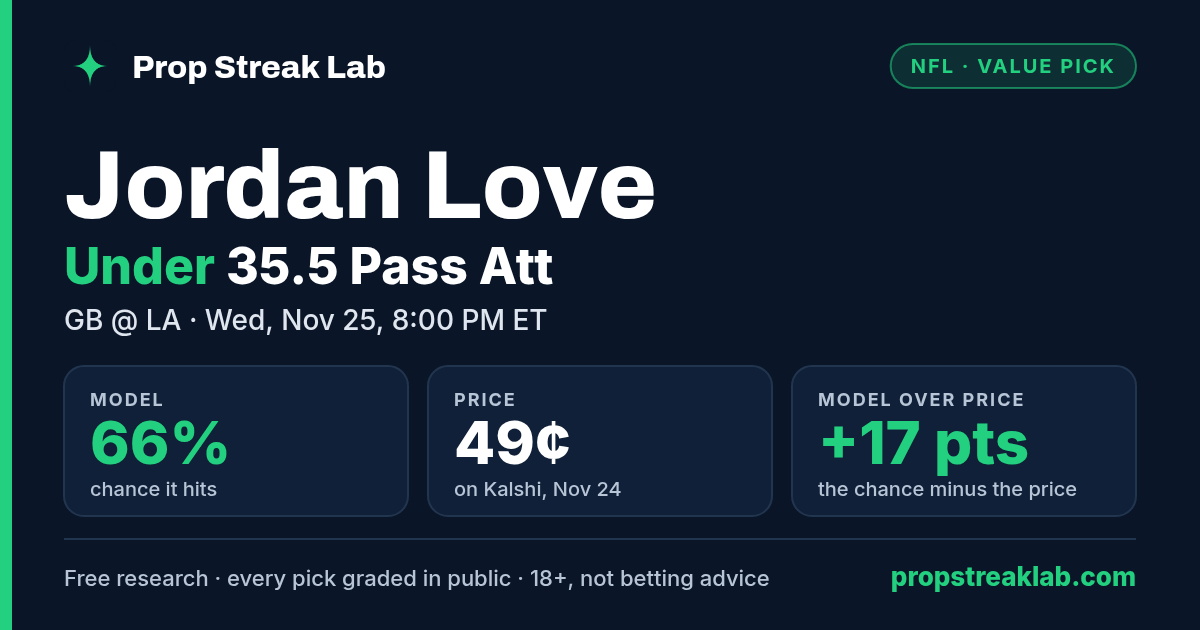 Prop Streak Lab
NFL · VALUE PICK
Jordan Love
Under 35.5 Pass Att
GB @ LA · Wed, Nov 25, 8:00 PM ET
MODEL
66%
chance it hits
PRICE
49¢
on Kalshi, Nov 24
MODEL OVER PRICE
+17 pts
the chance minus the price
Free research · every pick graded in public · 18+, not betting advice
propstreaklab.com